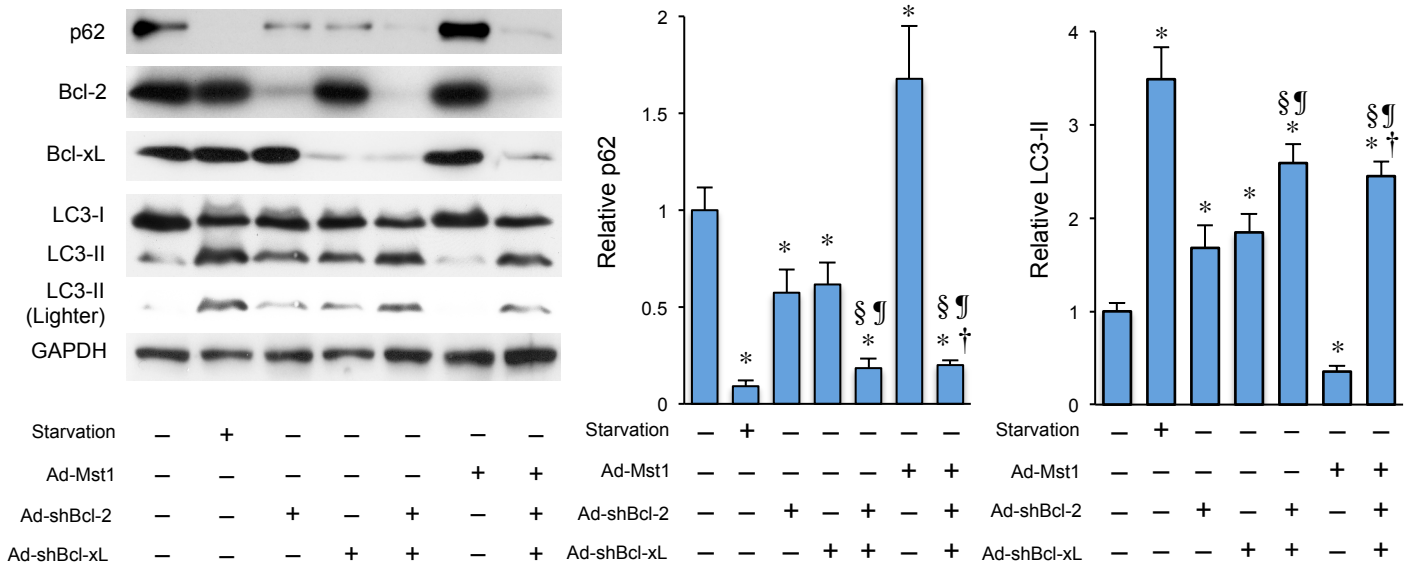 p62
Bcl-2
Bcl-xL
LC3-I
LC3-II
LC3-II
(Lighter)
GAPDH
Starvation – + – – – – –
Ad-Mst1 – – – – – + +
Ad-shBcl-2 – – + – + – +
Ad-shBcl-xL – – – + + – +
Relative p62
2
1.5
1
0.5
0
*
*
*
§ ¶
*
*
§ ¶
* †
Starvation – + – – – – –
Ad-Mst1 – – – – – + +
Ad-shBcl-2 – – + – + – +
Ad-shBcl-xL – – – + + – +
Relative LC3-II
4
3
2
1
0
*
*
*
§ ¶
*
*
§ ¶
* †
Starvation – + – – – – –
Ad-Mst1 – – – – – + +
Ad-shBcl-2 – – + – + – +
Ad-shBcl-xL – – – + + – +